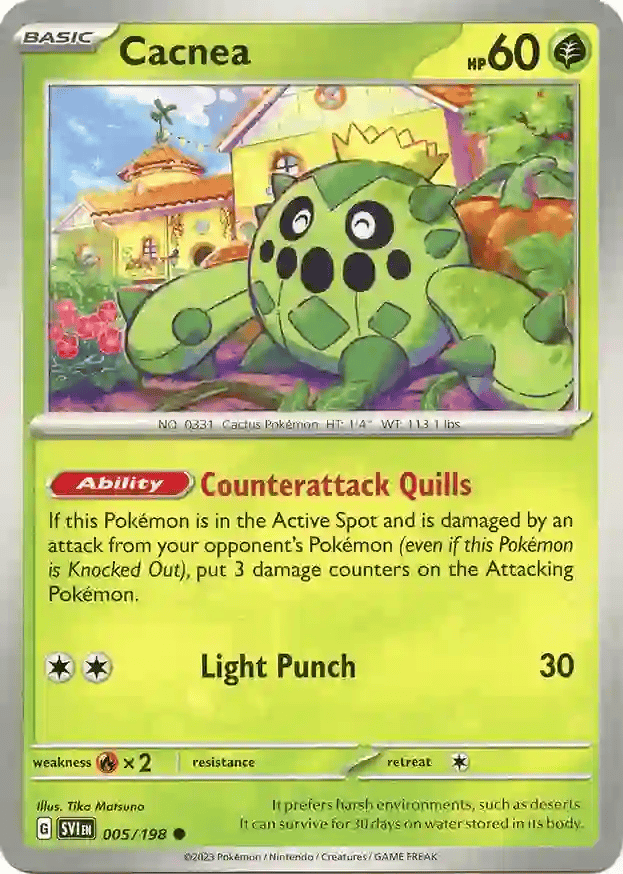 BASIC Cacnea HP 60
NO. 0331 Cactus Pokémon HT: 1'4" WT: 113.1 lbs.
Ability Counterattack Quills
If this Pokémon is in the Active Spot and is damaged by an
attack from your opponent's Pokémon (even if this Pokémon
is Knocked Out), put 3 damage counters on the Attacking
Pokémon.
Light Punch 30
weakness ×2 resistance retreat
Illus. Tika Matsuno
It prefers harsh environments, such as deserts.
It can survive for 30 days on water stored in its body.
G SVI EN 005/198
©2023 Pokémon / Nintendo / Creatures / GAME FREAK